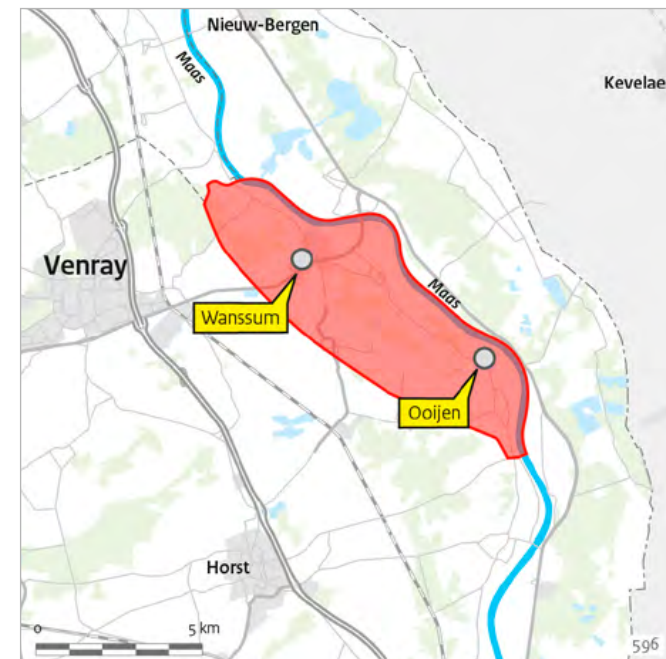 Nieuw-Bergen
Maas
Kevelae
Venray
Wanssum
Maas
Ooijen
Horst
0
5 km
596